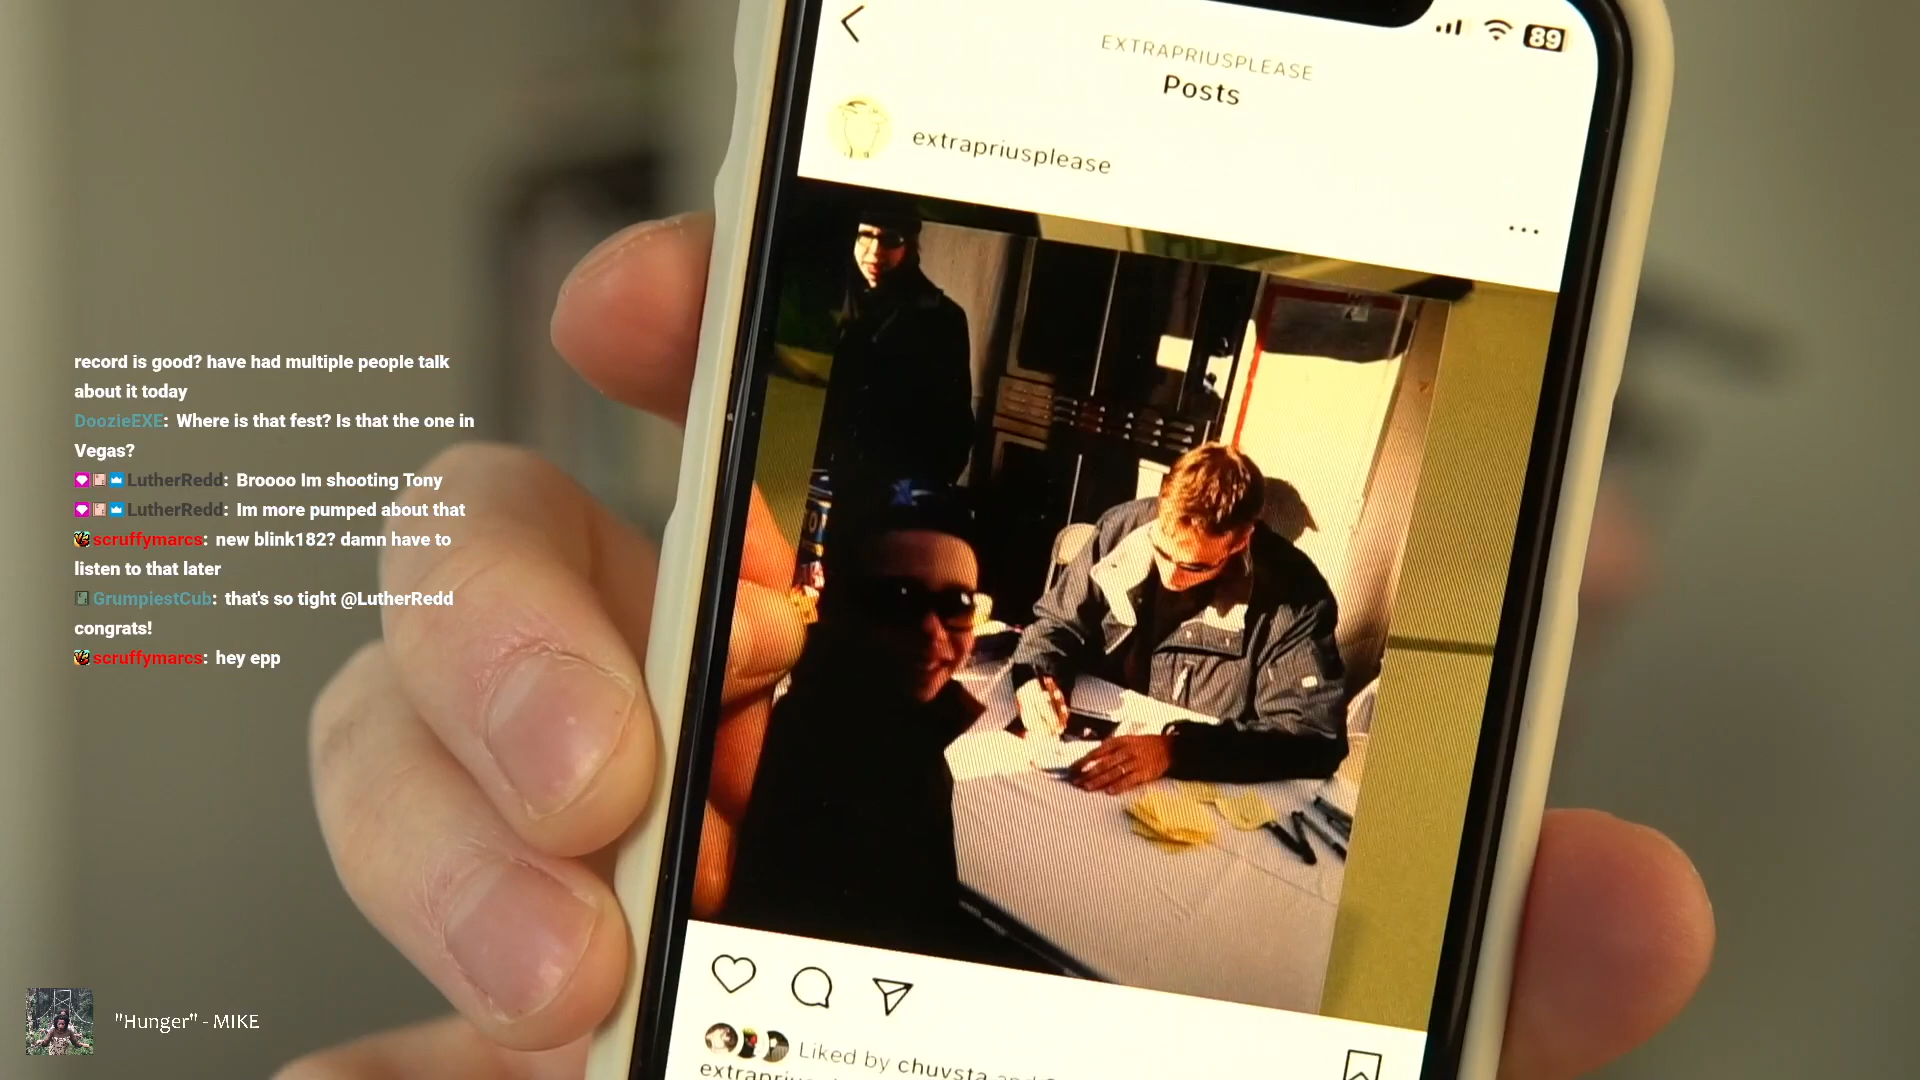 89
EXTRAPRIUSPLEASE
Posts
extrapriusplease
record is good? have had multiple people talk
about it today
DoozieEXE: Where is that fest? Is that the one in
Vegas?
LutherRedd: Broooo Im shooting Tony
LutherRedd: Im more pumped about that
scruffymarcs: new blink182? damn have to
listen to that later
GrumpiestCub: that's so tight @LutherRedd
congrats!
scruffymarcs: hey epp
"Hunger" - MIKE
Liked by chuvsta and